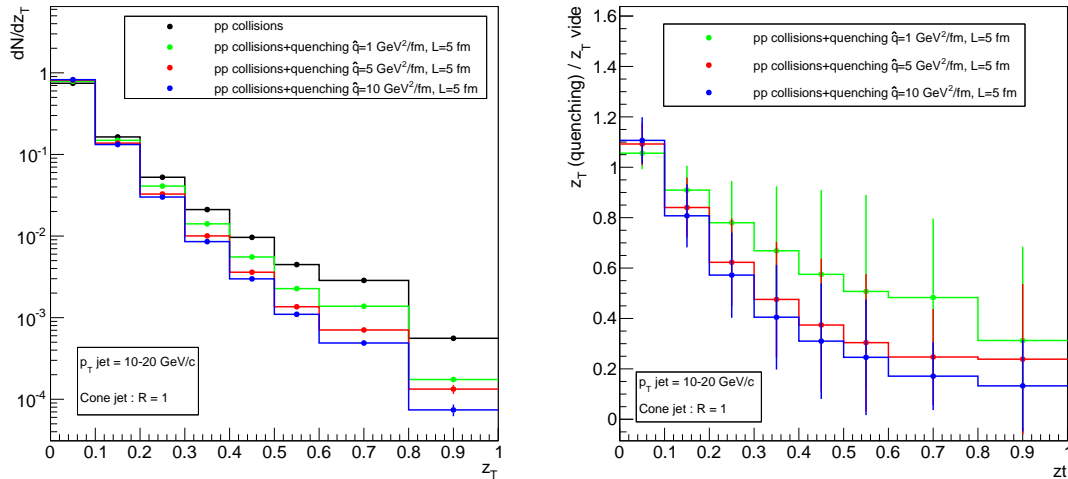 dN/dz_T
pp collisions
pp collisions+quenching q̂=1 GeV²/fm, L=5 fm
pp collisions+quenching q̂=5 GeV²/fm, L=5 fm
pp collisions+quenching q̂=10 GeV²/fm, L=5 fm
1
10⁻¹
10⁻²
10⁻³
10⁻⁴
p_T jet = 10-20 GeV/c
Cone jet : R = 1
0 0.1 0.2 0.3 0.4 0.5 0.6 0.7 0.8 0.9 1
z_T
z_T (quenching) / z_T vide
pp collisions+quenching q̂=1 GeV²/fm, L=5 fm
pp collisions+quenching q̂=5 GeV²/fm, L=5 fm
pp collisions+quenching q̂=10 GeV²/fm, L=5 fm
1.6
1.4
1.2
1
0.8
0.6
0.4
0.2
0
p_T jet = 10-20 GeV/c
Cone jet : R = 1
0 0.1 0.2 0.3 0.4 0.5 0.6 0.7 0.8 0.9 1
zt